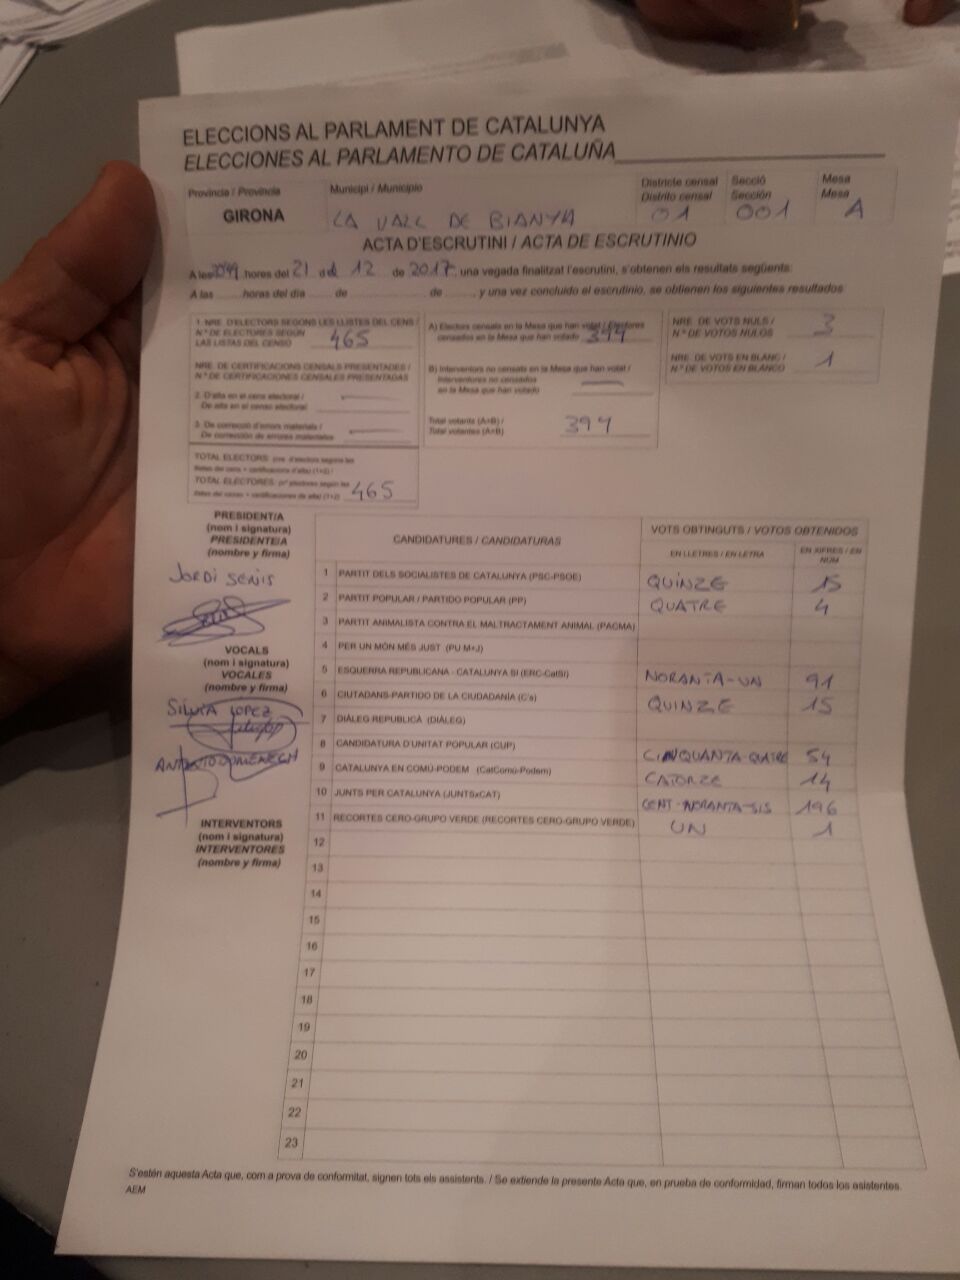 ELECCIONS AL PARLAMENT DE CATALUNYA
ELECCIONES AL PARLAMENTO DE CATALUÑA
Provincia / Provincia
Municipi / Municipio
Districte censal
Distrito censal
Secció
Sección
Mesa
Mesa
GIRONA
LA VALL DE BIANYA
01
001
A
ACTA D'ESCRUTINI / ACTA DE ESCRUTINIO
A les hores del 21 de 12 de 2017, una vegada finalitzat l'escrutini, s'obtenen els resultats següents:
A las hores del día de de , y una vez concluido el escrutinio, se obtienen los siguientes resultados
1. NRE. D'ELECTORS SEGONS LES LLISTES DEL CENS /
N.º DE ELECTORES SEGÚN
LAS LISTAS DEL CENSO
465
NRE. DE CERTIFICACIONS CENSALS PRESENTADES /
N.º DE CERTIFICACIONES CENSALES PRESENTADAS
2. D'alta en el cens electoral /
De alta en el censo electoral
3. De correcció d'errors materials /
De corrección de errores materiales
TOTAL ELECTORS: (nre. d'electors segons les
llistes del cens + certificacions d'alta) (1+2) /
TOTAL ELECTORES: (nº electores según las
listas del censo + certificaciones de alta) (1+2)
465
A) Electors censats en la Mesa que han votat / Electores
censados en la Mesa que han votado
394
B) Interventors no censats en la Mesa que han votat /
Interventores no censados
en la Mesa que han votado
Total votants (A+B) /
Total votantes (A+B)
394
NRE. DE VOTS NULS /
N.º DE VOTOS NULOS
3
NRE. DE VOTS EN BLANC /
N.º DE VOTOS EN BLANCO
1
PRESIDENT/A
(nom i signatura)
PRESIDENTE/A
(nombre y firma)
JORDI SENIS
VOCALS
(nom i signatura)
VOCALES
(nombre y firma)
SILVIA LOPEZ
ANTONIO DOMENECH
INTERVENTORS
(nom i signatura)
INTERVENTORES
(nombre y firma)
CANDIDATURES / CANDIDATURAS
VOTS OBTINGUTS / VOTOS OBTENIDOS
EN LLETRES / EN LETRA
EN XIFRES / EN NÚM
1 PARTIT DELS SOCIALISTES DE CATALUNYA (PSC-PSOE) QUINZE 15
2 PARTIT POPULAR / PARTIDO POPULAR (PP) QUATRE 4
3 PARTIT ANIMALISTA CONTRA EL MALTRACTAMENT ANIMAL (PACMA)
4 PER UN MÓN MÉS JUST (PUM+J)
5 ESQUERRA REPUBLICANA - CATALUNYA SÍ (ERC-CatSí) NORANTA-UN 91
6 CIUTADANS-PARTIDO DE LA CIUDADANÍA (C's) QUINZE 15
7 DIÀLEG REPUBLICÀ (DIÀLEG)
8 CANDIDATURA D'UNITAT POPULAR (CUP) CINQUANTA-QUATRE 54
9 CATALUNYA EN COMÚ-PODEM (CatComú-Podem) CATORZE 14
10 JUNTS PER CATALUNYA (JUNTSxCAT) CENT-NORANTA-SIS 196
11 RECORTES CERO-GRUPO VERDE (RECORTES CERO-GRUPO VERDE) UN 1
12
13
14
15
16
17
18
19
20
21
22
23
S'estén aquesta Acta que, com a prova de conformitat, signen tots els assistents. / Se extiende la presente Acta que, en prueba de conformidad, firman todos los asistentes.
AEM